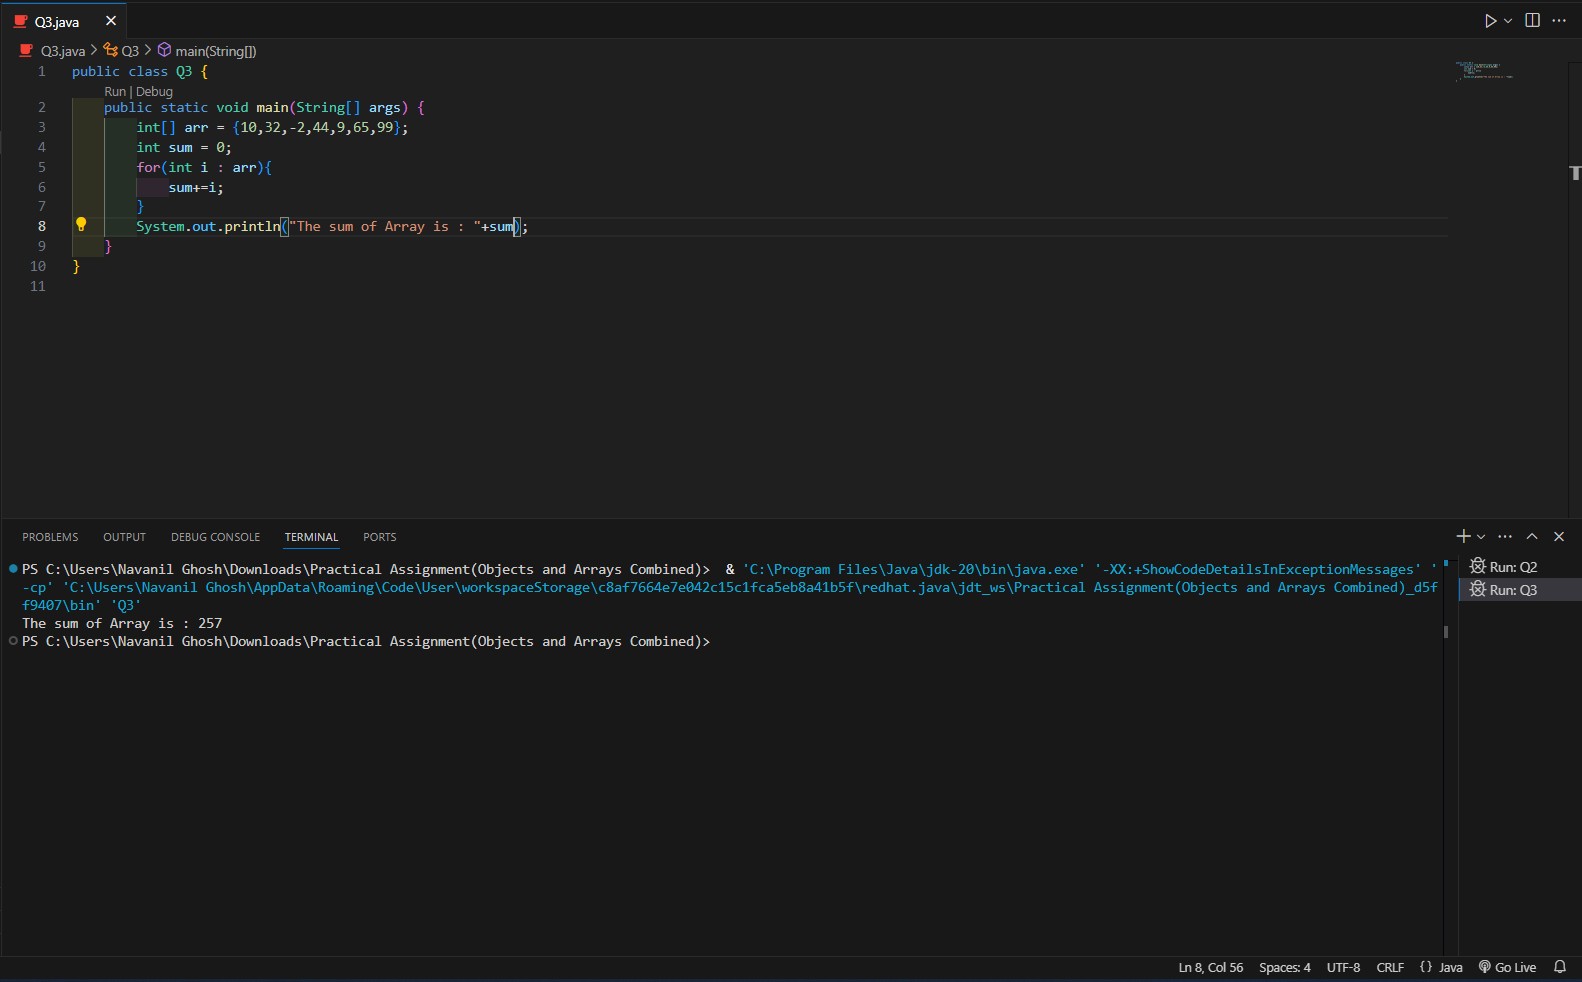 Q3.java
Q3.java > Q3 > main(String[])
1 public class Q3 {
Run | Debug
2 public static void main(String[] args) {
3 int[] arr = {10,32,-2,44,9,65,99};
4 int sum = 0;
5 for(int i : arr){
6 sum+=i;
7 }
8 System.out.println("The sum of Array is : "+sum);
9 }
10 }
11
PROBLEMS OUTPUT DEBUG CONSOLE TERMINAL PORTS
PS C:\Users\Navanil Ghosh\Downloads\Practical Assignment(Objects and Arrays Combined)> & 'C:\Program Files\Java\jdk-20\bin\java.exe' '-XX:+ShowCodeDetailsInExceptionMessages' '
-cp' 'C:\Users\Navanil Ghosh\AppData\Roaming\Code\User\workspaceStorage\c8af7664e7e042c15c1fca5eb8a41b5f\redhat.java\jdt_ws\Practical Assignment(Objects and Arrays Combined)_d5f
f9407\bin' 'Q3'
The sum of Array is : 257
PS C:\Users\Navanil Ghosh\Downloads\Practical Assignment(Objects and Arrays Combined)>
Run: Q2
Run: Q3
Ln 8, Col 56 Spaces: 4 UTF-8 CRLF {} Java Go Live